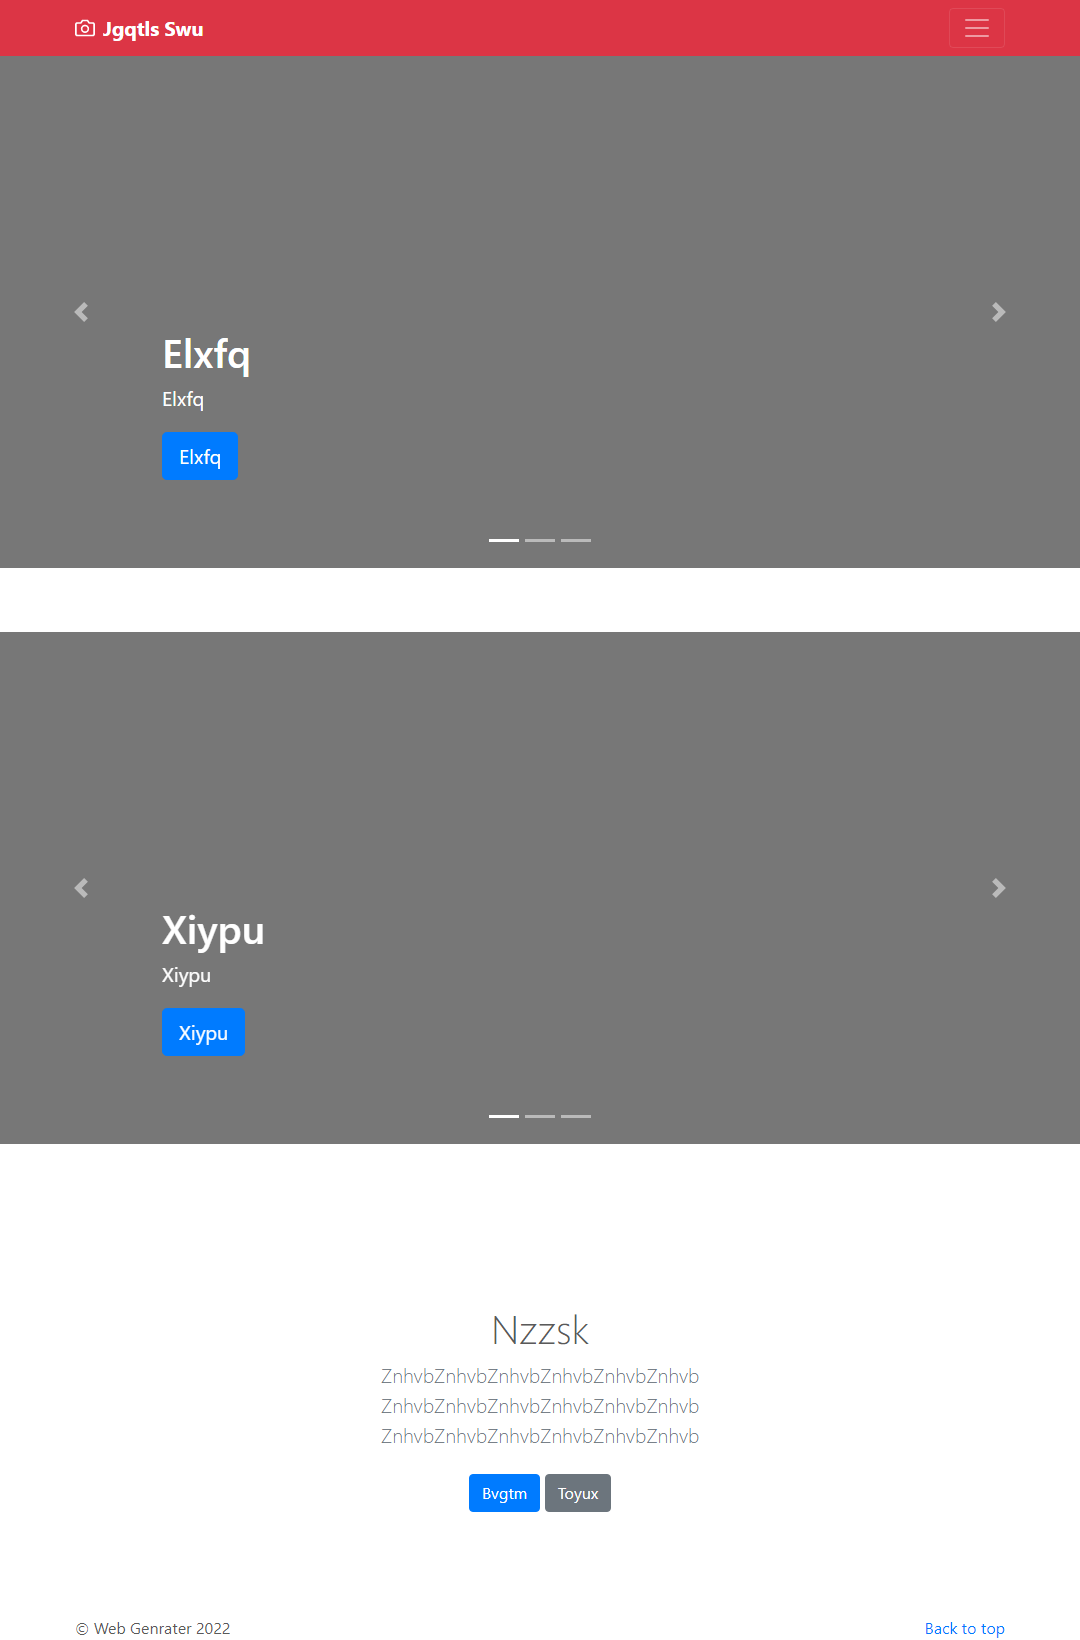 Jgqtls Swu
Elxfq
Elxfq
Elxfq
Xiypu
Xiypu
Xiypu
Nzzsk
ZnhvbZnhvbZnhvbZnhvbZnhvbZnhvb
ZnhvbZnhvbZnhvbZnhvbZnhvbZnhvb
ZnhvbZnhvbZnhvbZnhvbZnhvbZnhvb
Bvgtm Toyux
© Web Genrater 2022 Back to top